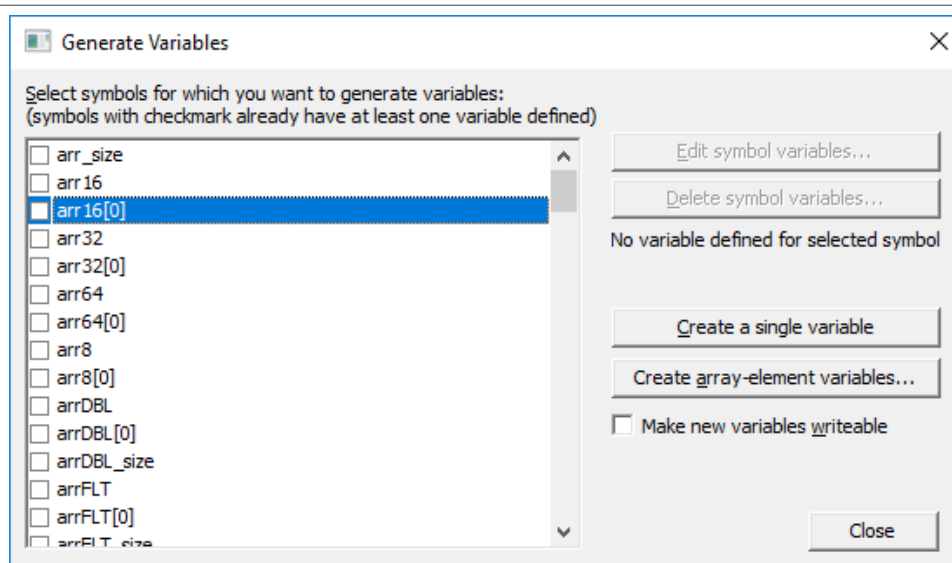 Generate Variables
Select symbols for which you want to generate variables:
(symbols with checkmark already have at least one variable defined)
arr_size
arr16
arr16[0]
arr32
arr32[0]
arr64
arr64[0]
arr8
arr8[0]
arrDBL
arrDBL[0]
arrDBL_size
arrFLT
arrFLT[0]
arrFLT_size
Edit symbol variables...
Delete symbol variables...
No variable defined for selected symbol
Create a single variable
Create array-element variables...
Make new variables writeable
Close